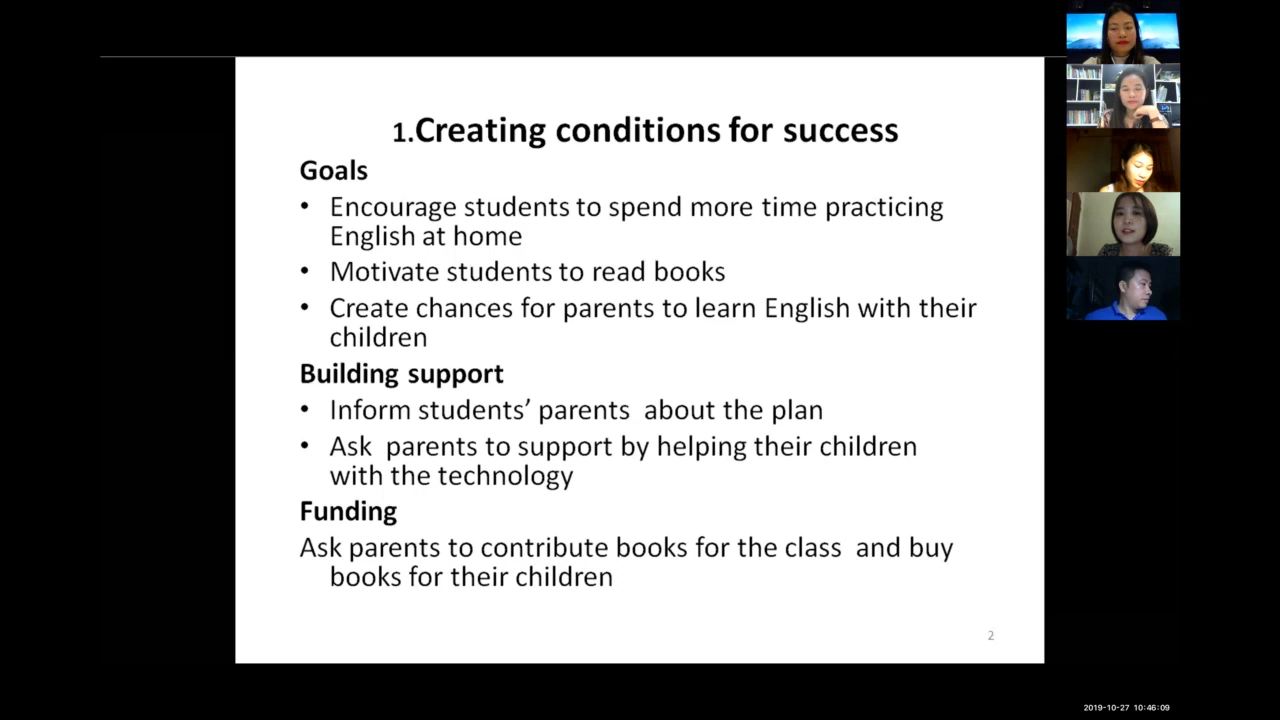 1.Creating conditions for success
Goals
• Encourage students to spend more time practicing
English at home
• Motivate students to read books
• Create chances for parents to learn English with their
children
Building support
• Inform students’ parents  about the plan
• Ask  parents to support by helping their children
with the technology
Funding
Ask parents to contribute books for the class  and buy
books for their children
2
2019-10-27 10:46:09